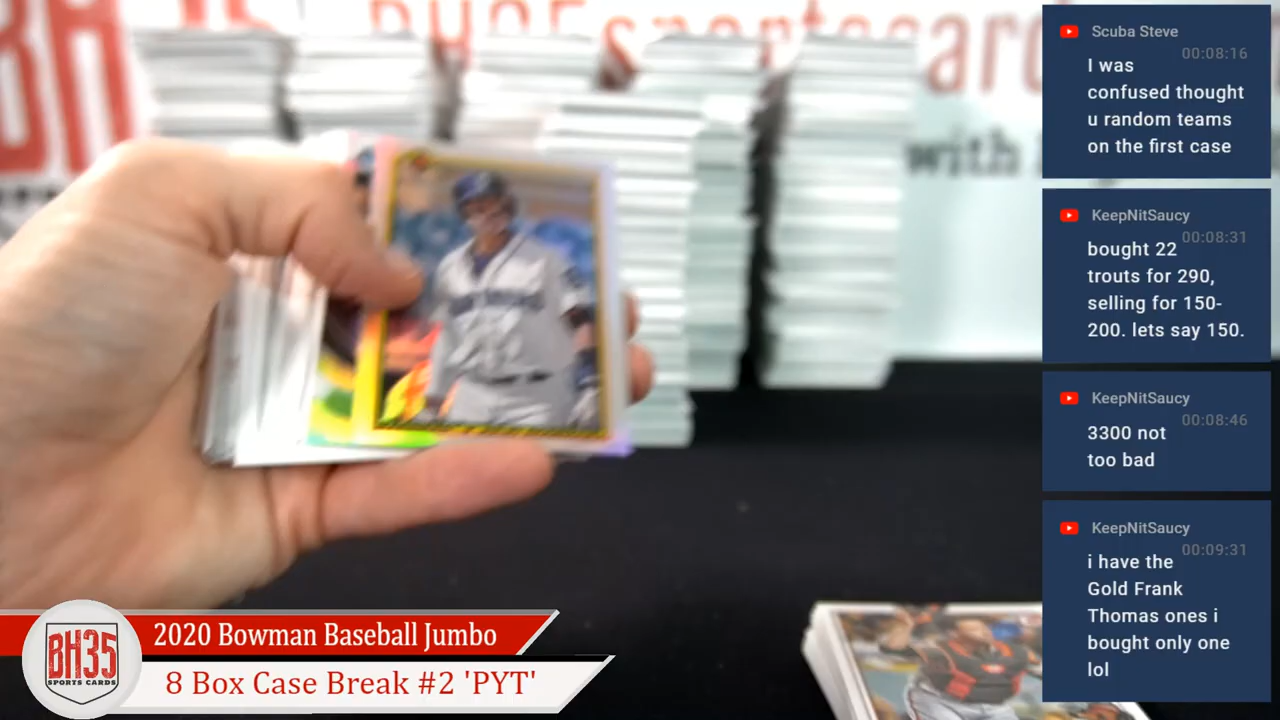 BH35sportscard
with
Scuba Steve
00:08:16
I was
confused thought
u random teams
on the first case
KeepNitSaucy
00:08:31
bought 22
trouts for 290,
selling for 150-
200. lets say 150.
KeepNitSaucy
00:08:46
3300 not
too bad
KeepNitSaucy
00:09:31
i have the
Gold Frank
Thomas ones i
bought only one
lol
BH35
SPORTS CARDS
2020 Bowman Baseball Jumbo
8 Box Case Break #2 'PYT'